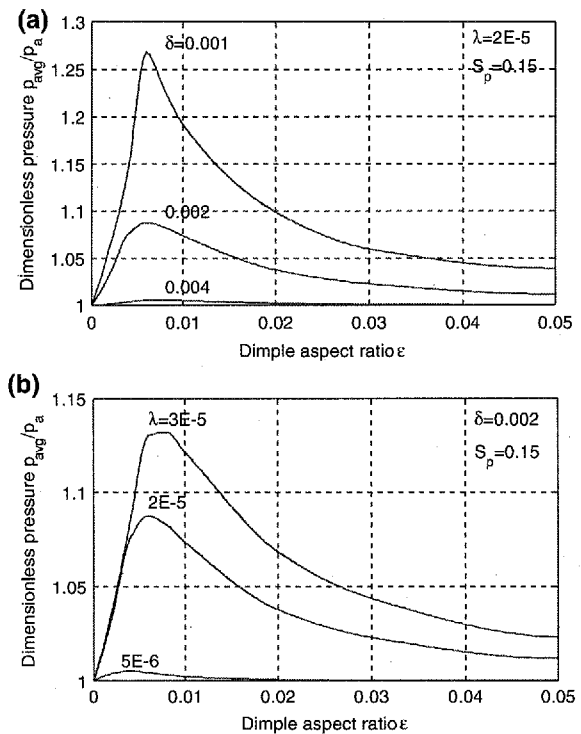 (a)
Dimensionless pressure p_avg/p_a
1.3
1.25
1.2
1.15
1.1
1.05
1
δ=0.001
0.002
0.004
λ=2E-5
S_p=0.15
0
0.01
0.02
0.03
0.04
0.05
Dimple aspect ratio ε
(b)
Dimensionless pressure p_avg/p_a
1.15
1.1
1.05
1
λ=3E-5
2E-5
5E-6
δ=0.002
S_p=0.15
0
0.01
0.02
0.03
0.04
0.05
Dimple aspect ratio ε